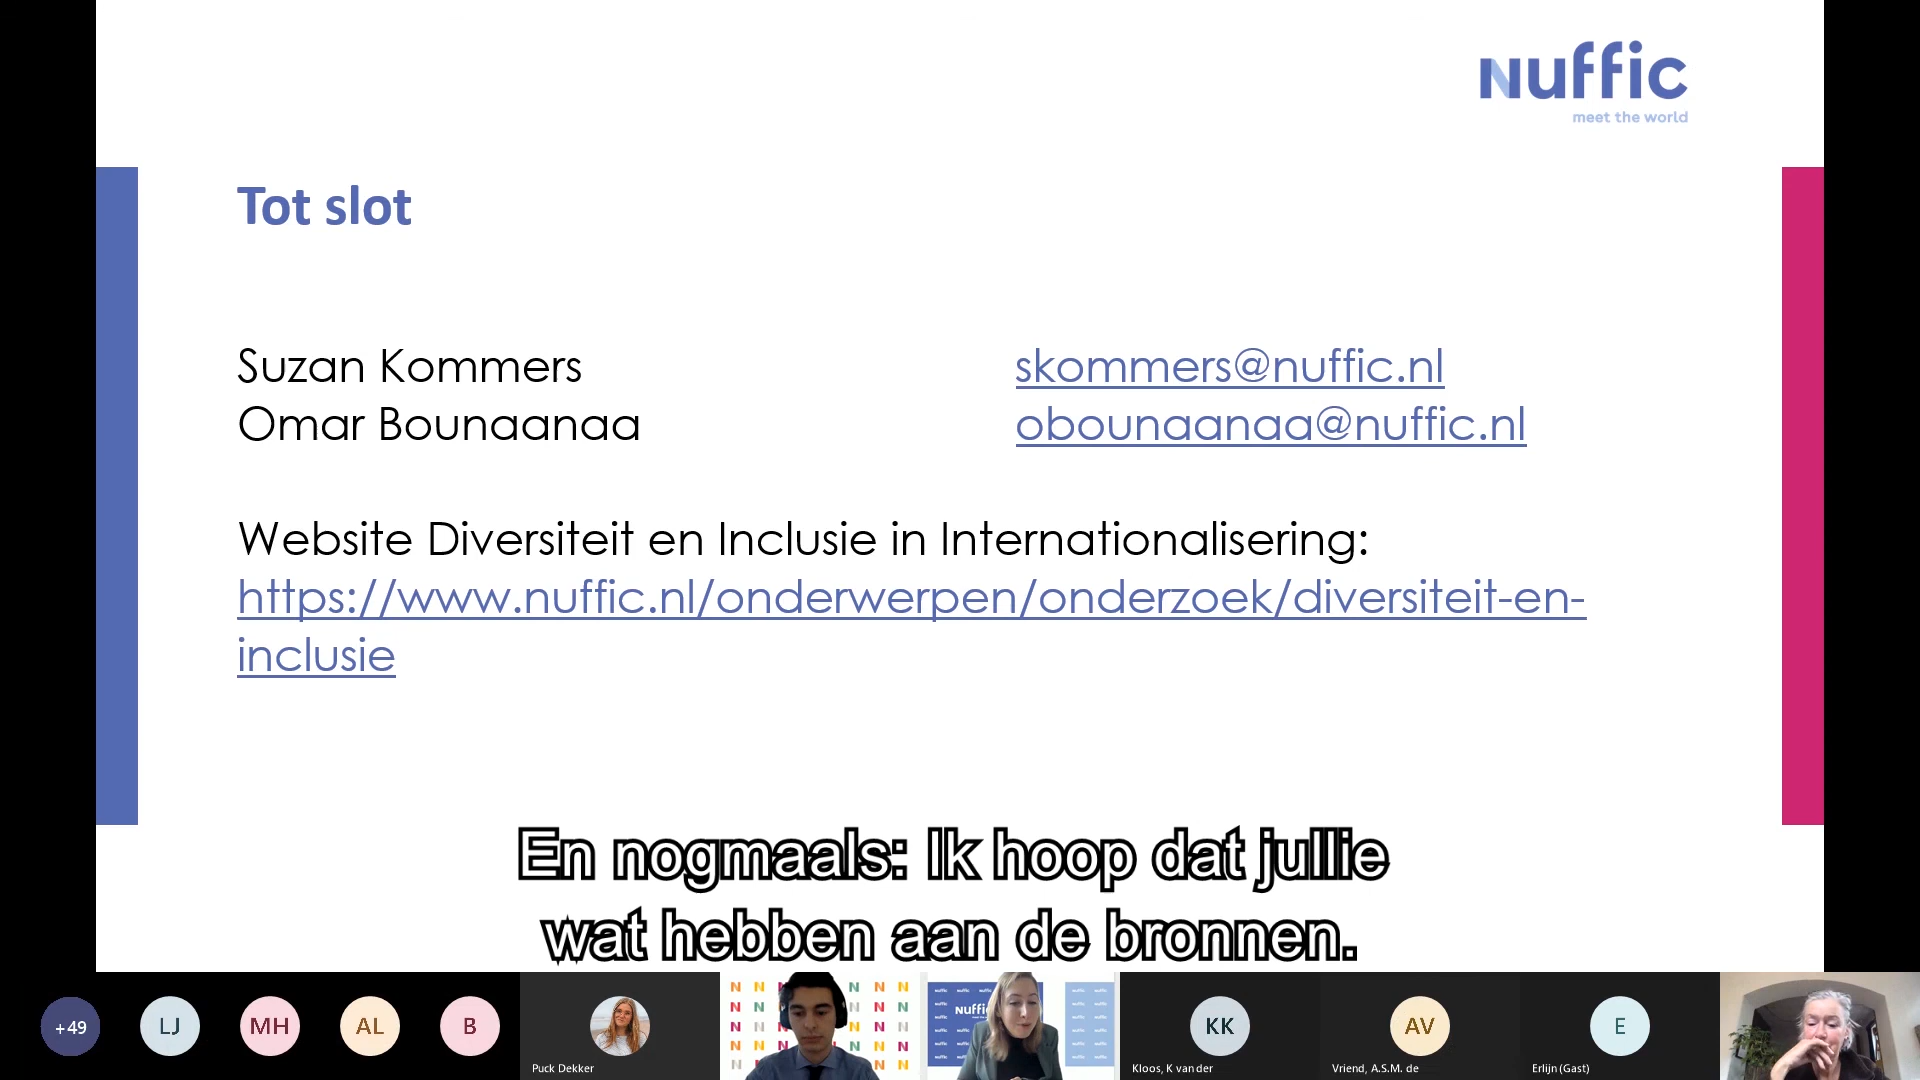 Nuffic
meet the world
Tot slot
Suzan Kommers skommers@nuffic.nl
Omar Bounaanaa obounaanaa@nuffic.nl
Website Diversiteit en Inclusie in Internationalisering:
https://www.nuffic.nl/onderwerpen/onderzoek/diversiteit-en-
inclusie
En nogmaals: Ik hoop dat jullie
wat hebben aan de bronnen.
+49 LJ MH AL B KK AV E
Nuffic
Puck Dekker Kloos, K van der Vriend, A.S.M. de Erlijn (Gast)